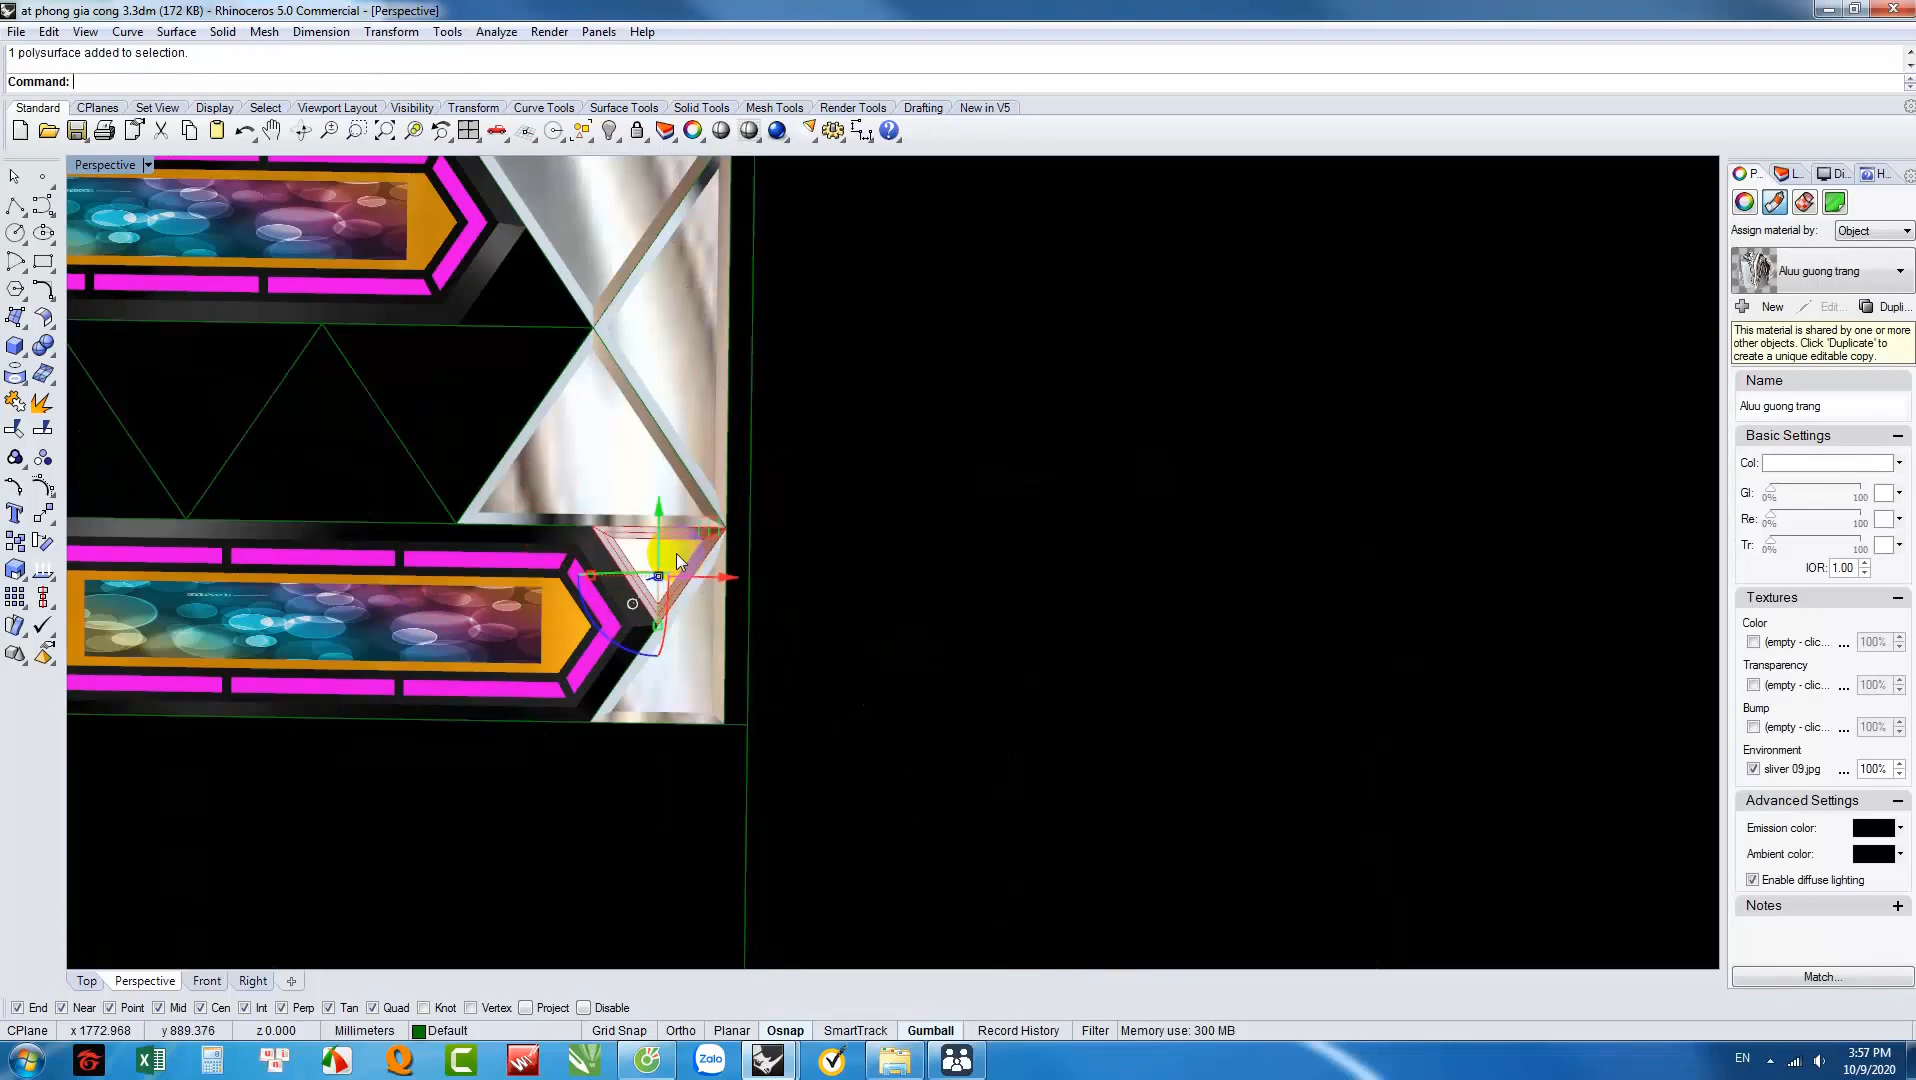 at phong gia cong 3.3dm (172 KB) - Rhinoceros 5.0 Commercial - [Perspective]
File Edit View Curve Surface Solid Mesh Dimension Transform Tools Analyze Render Panels Help
1 polysurface added to selection.
Command:
Standard CPlanes Set View Display Select Viewport Layout Visibility Transform Curve Tools Surface Tools Solid Tools Mesh Tools Render Tools Drafting New in V5
Perspective
P... L... Di... H...
Assign material by: Object
Aluu guong trang
New Edit... Dupli...
This material is shared by one or more
other objects. Click 'Duplicate' to
create a unique editable copy.
Name
Aluu guong trang
Basic Settings
Col:
Gl: 0% 100
Re: 0% 100
Tr: 0% 100
IOR: 1.00
Textures
Color
(empty - clic... ... 100%
Transparency
(empty - clic... ... 100%
Bump
(empty - clic... ... 100%
Environment
sliver 09.jpg ... 100%
Advanced Settings
Emission color:
Ambient color:
Enable diffuse lighting
Notes
Match...
Top Perspective Front Right
End Near Point Mid Cen Int Perp Tan Quad Knot Vertex Project Disable
CPlane x 1772.968 y 889.376 z 0.000 Millimeters Default Grid Snap Ortho Planar Osnap SmartTrack Gumball Record History Filter Memory use: 300 MB
Zalo
EN
3:57 PM
10/9/2020